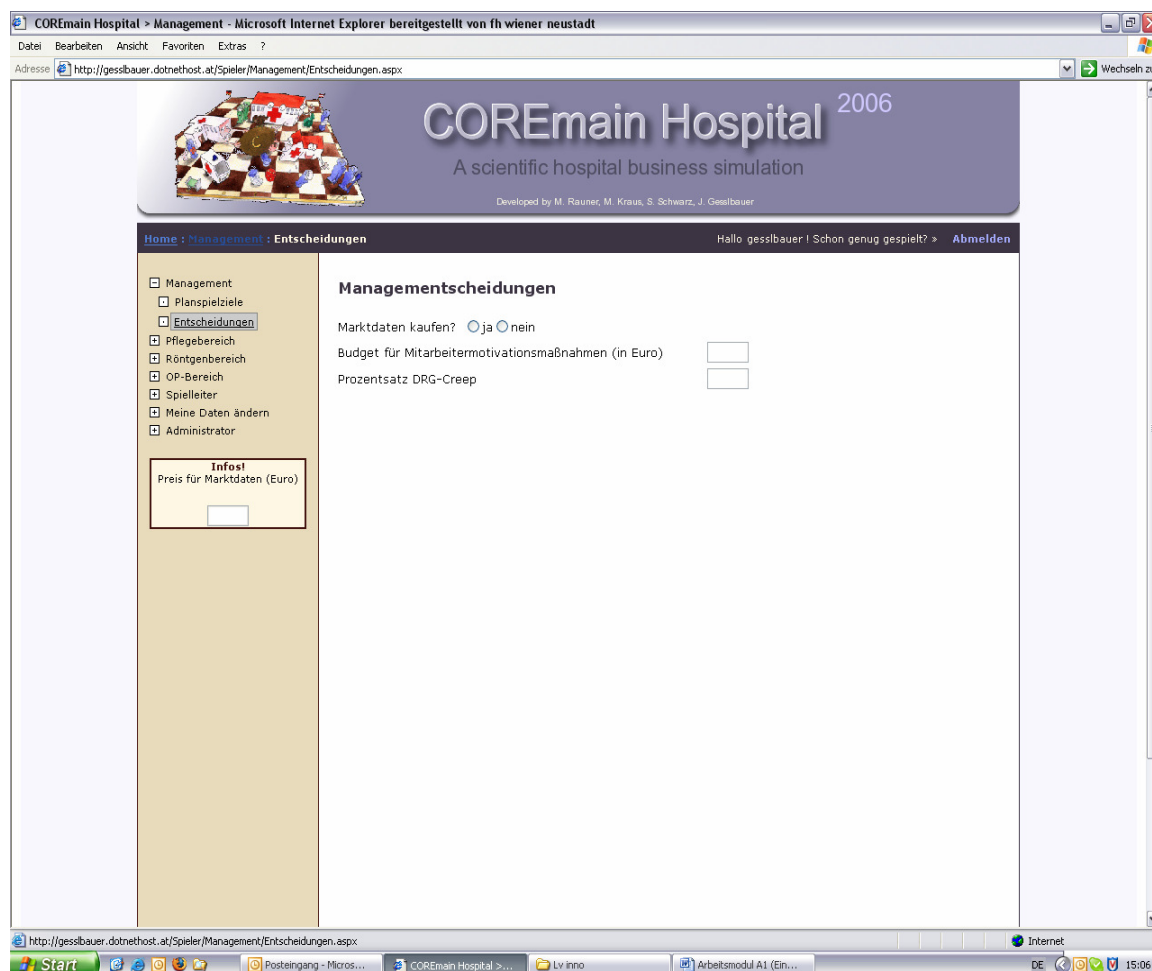 COREmain Hospital > Management - Microsoft Internet Explorer bereitgestellt von fh wiener neustadt
Datei Bearbeiten Ansicht Favoriten Extras ?
Adresse http://gesslbauer.dotnethost.at/Spieler/Management/Entscheidungen.aspx Wechseln zu
COREmain Hospital 2006
A scientific hospital business simulation
Developed by M. Rauner, M. Kraus, S. Schwarz, J. Gesslbauer
Home : Management : Entscheidungen Hallo gesslbauer ! Schon genug gespielt? » Abmelden
Management
Planspielziele
Entscheidungen
Pflegebereich
Röntgenbereich
OP-Bereich
Spielleiter
Meine Daten ändern
Administrator
Infos!
Preis für Marktdaten (Euro)
Managementscheidungen
Marktdaten kaufen? ja nein
Budget für Mitarbeitermotivationsmaßnahmen (in Euro)
Prozentsatz DRG-Creep
http://gesslbauer.dotnethost.at/Spieler/Management/Entscheidungen.aspx Internet
Start Posteingang - Micros... COREmain Hospital >... Lv inno Arbeitsmodul A1 (Ein... DE 15:06